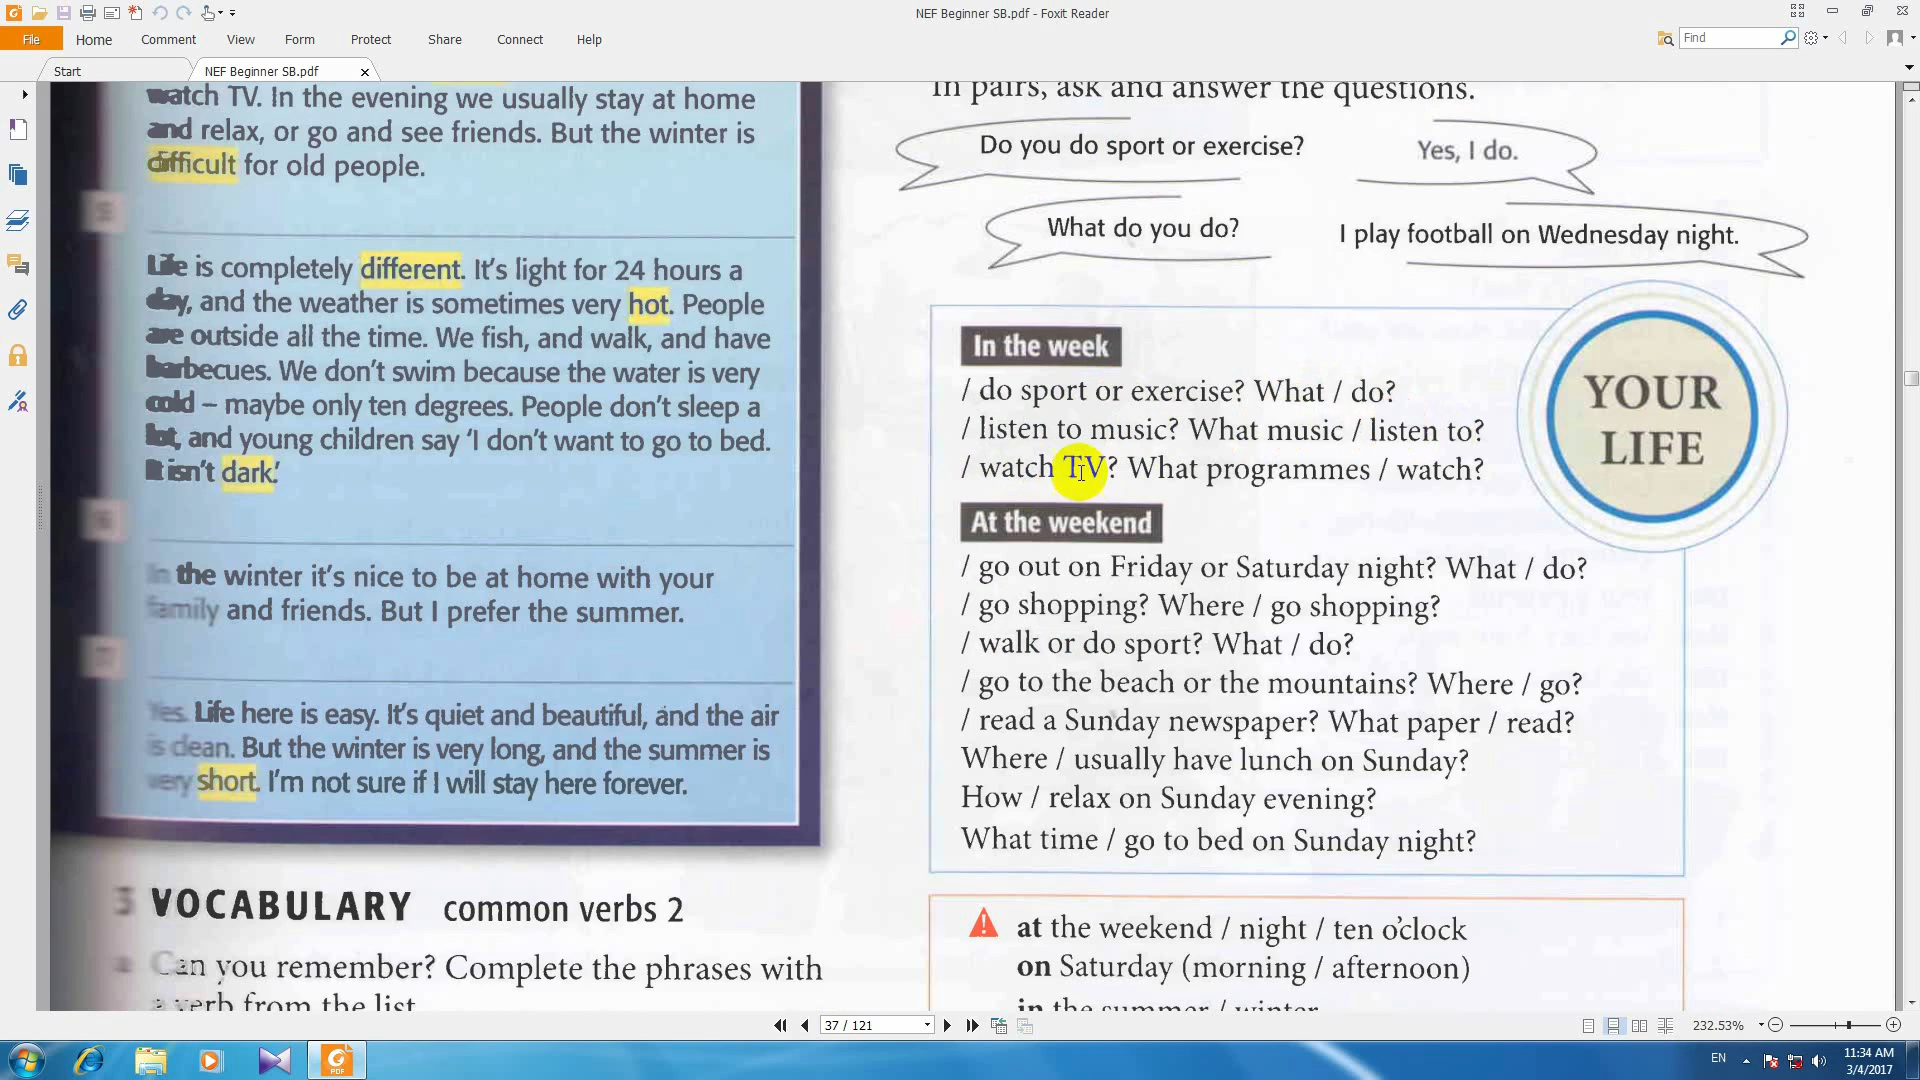 NEF Beginner SB.pdf - Foxit Reader
File Home Comment View Form Protect Share Connect Help
Find
Start
NEF Beginner SB.pdf
watch TV. In the evening we usually stay at home
and relax, or go and see friends. But the winter is
difficult for old people.
5
Life is completely different. It's light for 24 hours a
day, and the weather is sometimes very hot. People
are outside all the time. We fish, and walk, and have
barbecues. We don't swim because the water is very
cold – maybe only ten degrees. People don't sleep a
lot, and young children say 'I don't want to go to bed.
It isn't dark.'
6
In the winter it's nice to be at home with your
family and friends. But I prefer the summer.
7
Yes. Life here is easy. It's quiet and beautiful, and the air
is clean. But the winter is very long, and the summer is
very short. I'm not sure if I will stay here forever.
3 VOCABULARY common verbs 2
a Can you remember? Complete the phrases with
a verb from the list.
In pairs, ask and answer the questions.
Do you do sport or exercise?
Yes, I do.
What do you do?
I play football on Wednesday night.
YOUR
LIFE
In the week
/ do sport or exercise? What / do?
/ listen to music? What music / listen to?
/ watch TV? What programmes / watch?
At the weekend
/ go out on Friday or Saturday night? What / do?
/ go shopping? Where / go shopping?
/ walk or do sport? What / do?
/ go to the beach or the mountains? Where / go?
/ read a Sunday newspaper? What paper / read?
Where / usually have lunch on Sunday?
How / relax on Sunday evening?
What time / go to bed on Sunday night?
at the weekend / night / ten o'clock
on Saturday (morning / afternoon)
in the summer / winter
37 / 121
232.53%
PDF
EN
11:34 AM
3/4/2017